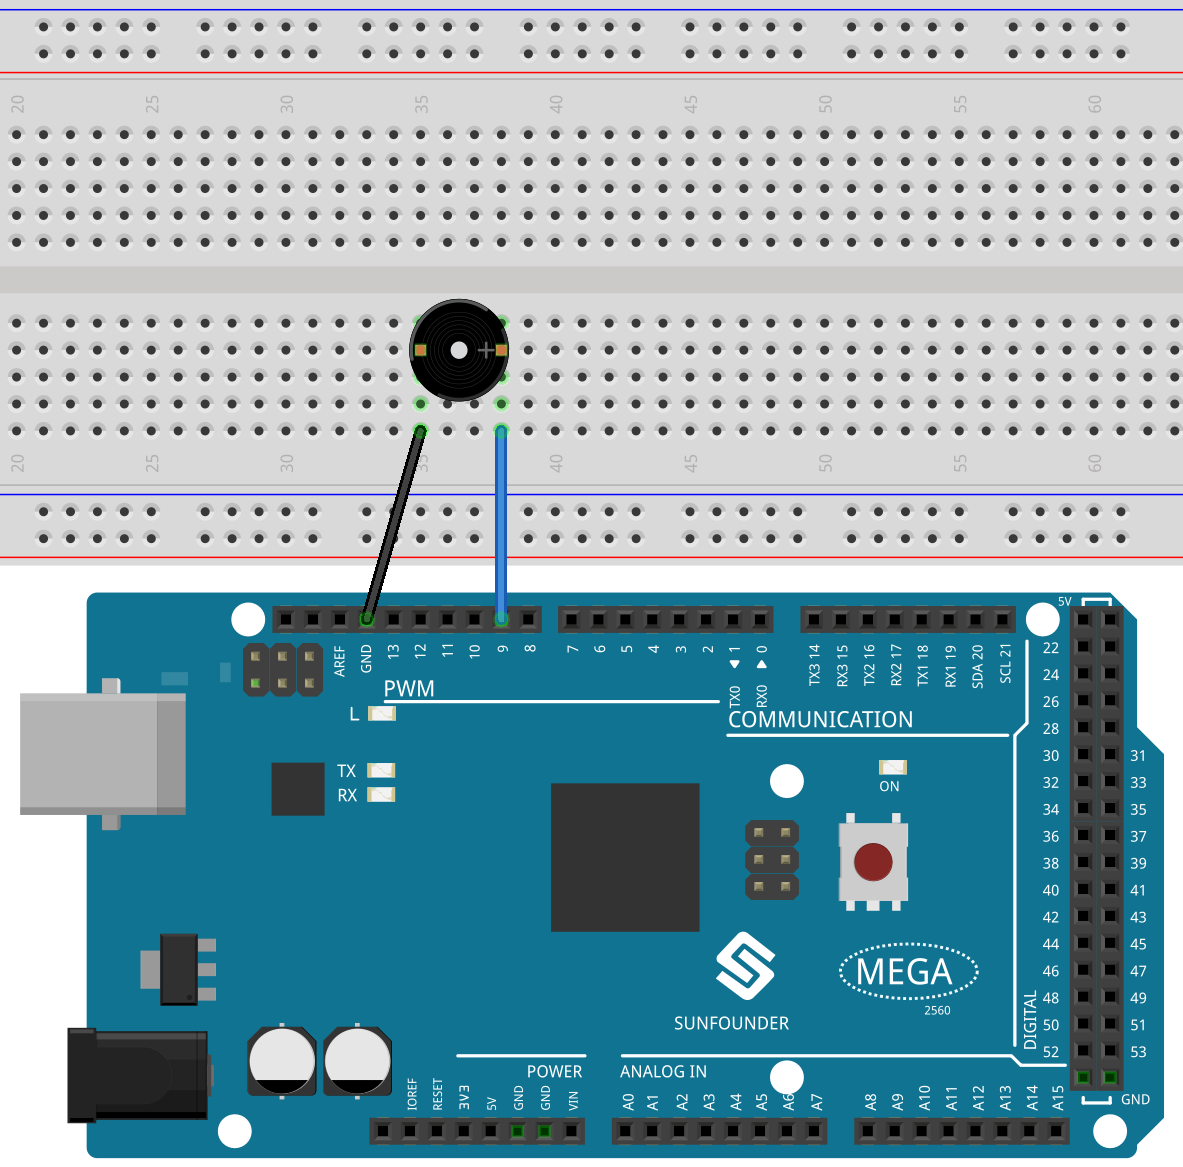 20 25 30 35 40 45 50 55 60
20 25 30 35 40 45 50 55 60
5V
AREF GND 13 12 11 10 9 8 7 6 5 4 3 2 1 0 TX3 14 RX3 15 TX2 16 RX2 17 TX1 18 RX1 19 SDA 20 SCL 21
TX0 RX0
PWM
COMMUNICATION
L
TX
RX
ON
22
24
26
28
30 31
32 33
34 35
36 37
38 39
40 41
42 43
44 45
46 47
48 49
50 51
52 53
DIGITAL
GND
MEGA
2560
SUNFOUNDER
POWER
ANALOG IN
IOREF RESET 3V3 5V GND GND VIN
A0 A1 A2 A3 A4 A5 A6 A7 A8 A9 A10 A11 A12 A13 A14 A15